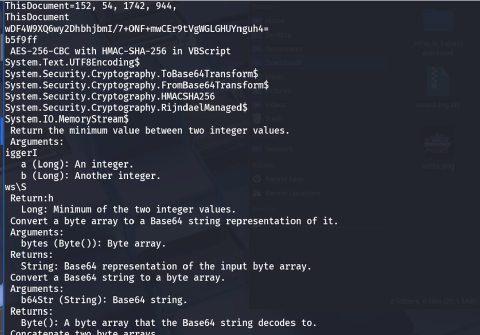 ThisDocument=152, 54, 1742, 944,
ThisDocument
wDF4W9XQ6wy2DhbhjbmI/7+ONF+mwCEr9tVgWGLGHUYnguh4=
b5f9ff
AES-256-CBC with HMAC-SHA-256 in VBScript
System.Text.UTF8Encoding$
System.Security.Cryptography.ToBase64Transform$
System.Security.Cryptography.FromBase64Transform$
System.Security.Cryptography.HMACSHA256
System.Security.Cryptography.RijndaelManaged$
System.IO.MemoryStream$
Return the minimum value between two integer values.
Arguments:
iggerI
a (Long): An integer.
b (Long): Another integer.
ws\S
Return:h
Long: Minimum of the two integer values.
Convert a byte array to a Base64 string representation of it.
Arguments:
bytes (Byte()): Byte array.
Returns:
String: Base64 representation of the input byte array.
Convert a Base64 string to a byte array.
Arguments:
b64Str (String): Base64 string.
Returns:
Byte(): A byte array that the Base64 string decodes to.
Concatenate two byte arrays